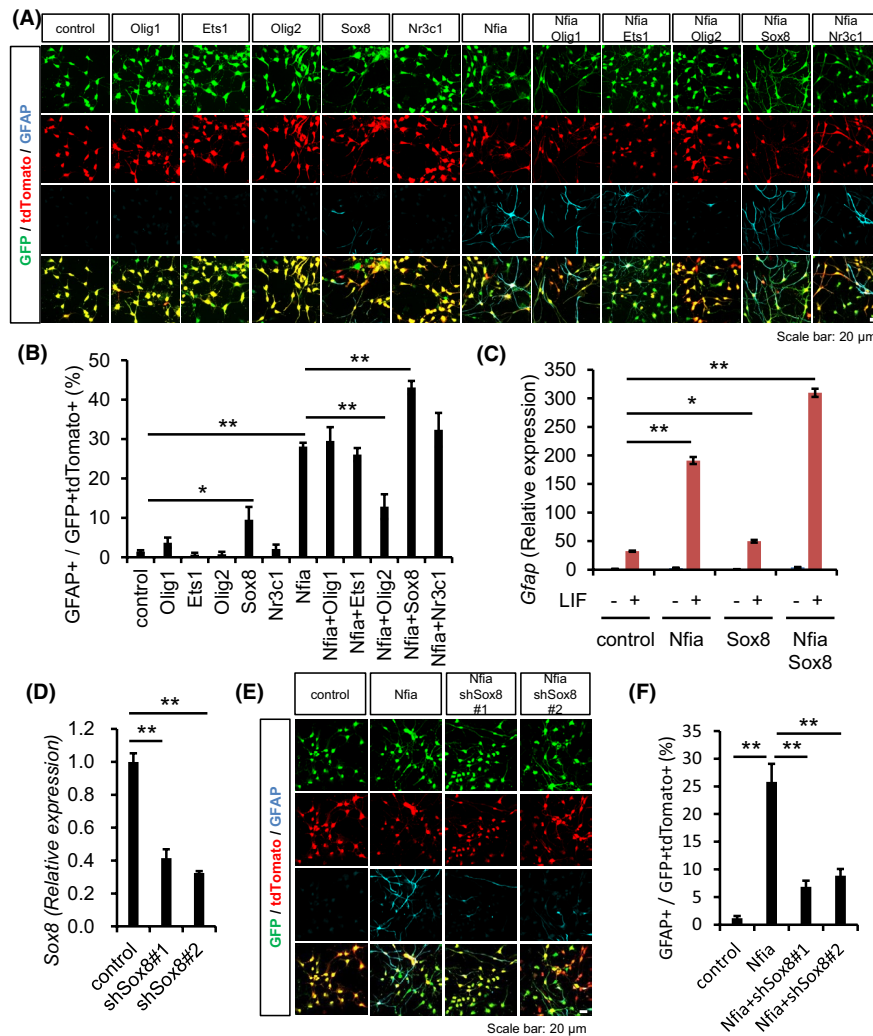 (A)
control Olig1 Ets1 Olig2 Sox8 Nr3c1 Nfia Nfia Olig1 Nfia Ets1 Nfia Olig2 Nfia Sox8 Nfia Nr3c1
GFP / tdTomato / GFAP
Scale bar: 20 μm
(B)
GFAP+ / GFP+tdTomato+ (%)
50
40
30
20
10
0
*
**
**
**
control
Olig1
Ets1
Olig2
Sox8
Nr3c1
Nfia
Nfia+Olig1
Nfia+Ets1
Nfia+Olig2
Nfia+Sox8
Nfia+Nr3c1
(C)
Gfap (Relative expression)
350
300
250
200
150
100
50
0
**
*
**
LIF - + - + - + - +
control Nfia Sox8 Nfia
Sox8
(D)
Sox8 (Relative expression)
1.2
1.0
0.8
0.6
0.4
0.2
0.0
**
**
control
shSox8#1
shSox8#2
(E)
control Nfia Nfia shSox8 #1 Nfia shSox8 #2
GFP / tdTomato / GFAP
Scale bar: 20 μm
(F)
GFAP+ / GFP+tdTomato+ (%)
35
30
25
20
15
10
5
0
**
** **
control
Nfia
Nfia+shSox8#1
Nfia+shSox8#2